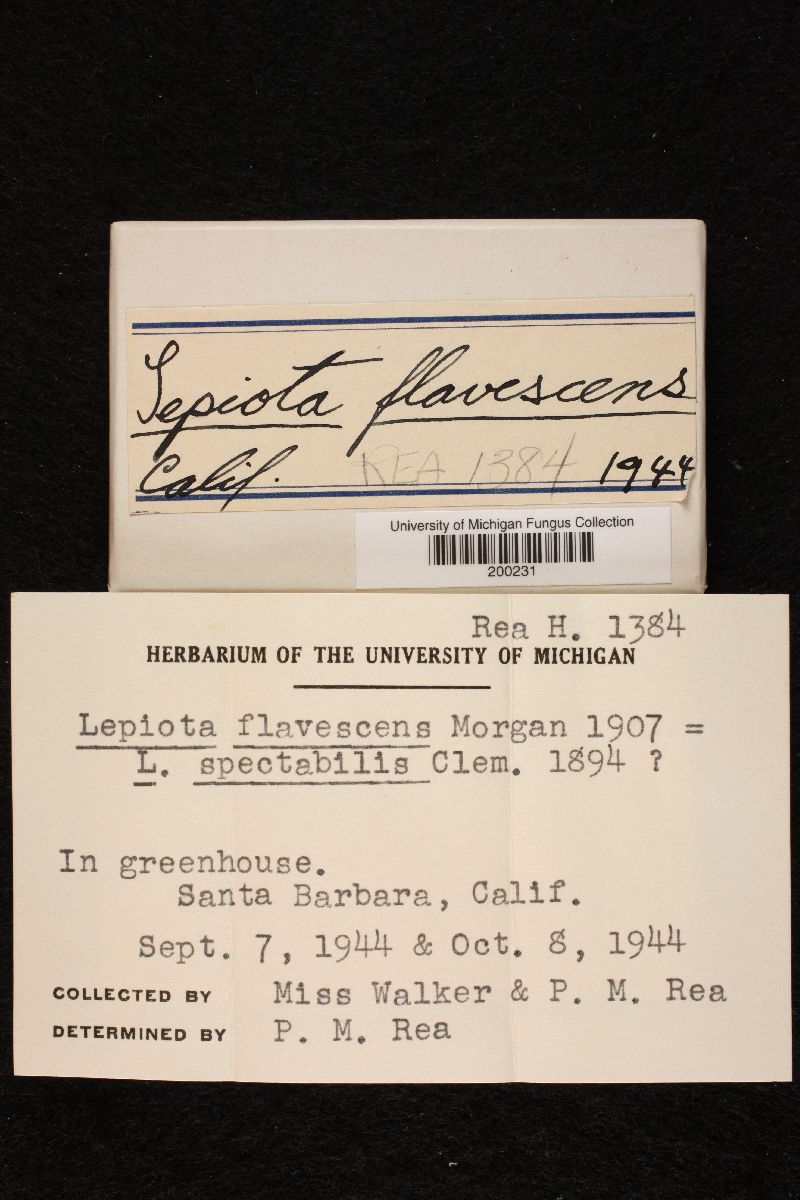 Lepiota flavescens
Calif. REA 1384 1944
University of Michigan Fungus Collection
200231
Rea H. 1384
HERBARIUM OF THE UNIVERSITY OF MICHIGAN
Lepiota flavescens Morgan 1907 =
L. spectabilis Clem. 1894 ?
In greenhouse.
Santa Barbara, Calif.
Sept. 7, 1944 & Oct. 8, 1944
COLLECTED BY Miss Walker & P. M. Rea
DETERMINED BY P. M. Rea